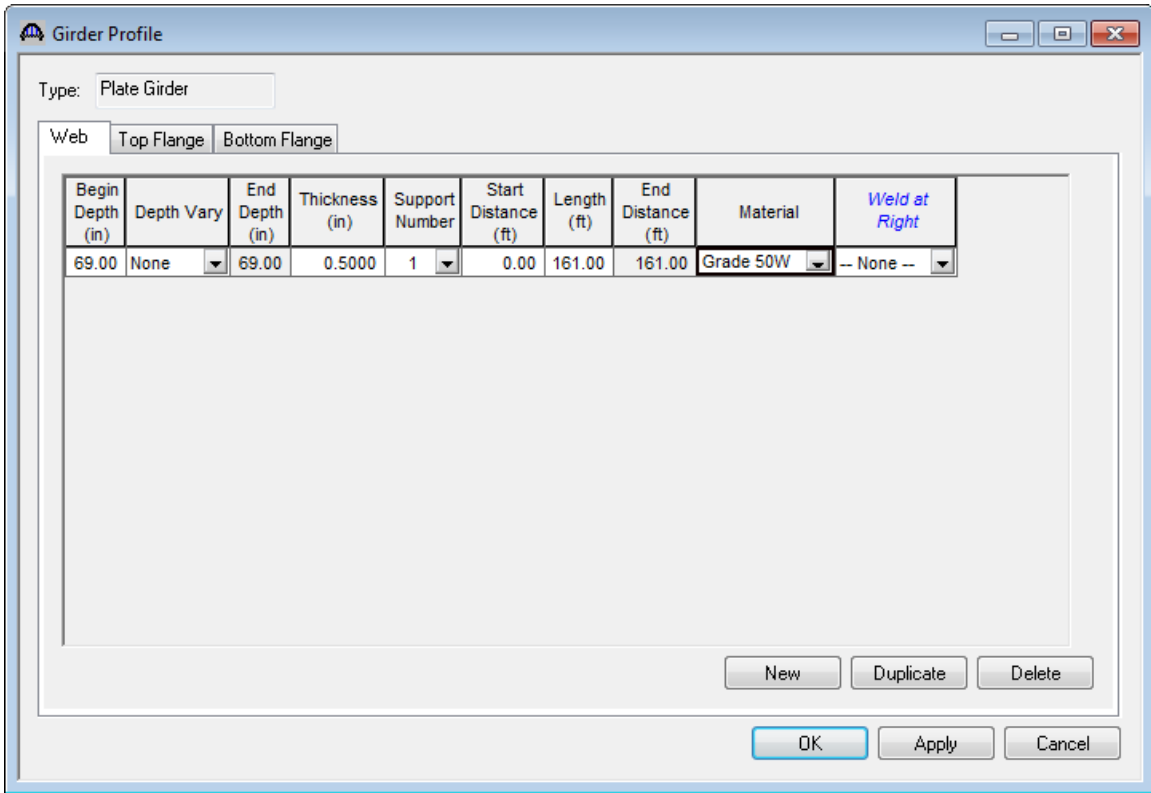 Girder Profile
Type: Plate Girder
Web Top Flange Bottom Flange
Begin Depth (in) Depth Vary End Depth (in) Thickness (in) Support Number Start Distance (ft) Length (ft) End Distance (ft) Material Weld at Right
69.00 None 69.00 0.5000 1 0.00 161.00 161.00 Grade 50W -- None --
New Duplicate Delete
OK Apply Cancel